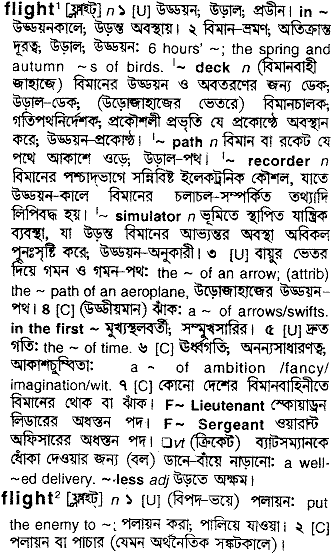 flight¹ [ফ্লাইট্] n ১ [U] উড্ডয়ন; উড়াল; প্রডীন। in ~
উড্ডয়নকালে, উড়ন্ত অবস্থায়। ২ বিমান-ভ্রমণ; অতিক্রান্ত
দূরত্ব, উড়াল; উড্ডয়ন: 6 hours' ~; the spring and
autumn ~s of birds. '~ deck n (বিমানবাহী
জাহাজে) বিমানের উড্ডয়ন ও অবতরণের জন্য ডেক;
উড়াল-ডেক; (উড়োজাহাজের ভেতরে) বিমানচালক,
গতিপথনির্দেশক, প্রকৌশলী প্রভৃতি যে প্রকোষ্ঠে অবস্থান
করে; উড্ডয়ন-প্রকোষ্ঠ। '~ path n বিমান বা রকেট যে
পথে আকাশে ওড়ে; উড়াল-পথ। '~ recorder n
বিমানের পশ্চাদ্ভাগে সন্নিবিষ্ট ইলেকট্রনিক কৌশল, যাতে
উড্ডয়ন-কালে বিমানের চলাচল-সম্পর্কিত তথ্যাদি
লিপিবদ্ধ হয়। '~ simulator n ভূমিতে স্থাপিত যান্ত্রিক
ব্যবস্থা, যা উড়ন্ত বিমানের আভ্যন্তর অবস্থা অবিকল
পুনঃসৃষ্টি করে; উড্ডয়ন-অনুকারী। ৩ [U] বায়ুর ভেতর
দিয়ে গমন ও গমন-পথ: the ~ of an arrow; (attrib)
the ~ path of an aeroplane, উড়োজাহাজের উড্ডয়ন-
পথ। ৪ [C] (উড্ডীয়মান) ঝাঁক: a ~ of arrows/swifts.
in the first ~ মুখ্যস্থলবর্তী; সম্মুখসারির। ৫ [U] দ্রুত
গতি: the ~ of time. ৬ [C] ঊর্ধ্বগতি; অনন্যসাধারণত্ব;
আকাশচুম্বিতা: a ~ of ambition /fancy/
imagination/wit. ৭ [C] কোনো দেশের বিমানবাহিনীতে
বিমানের থোক বা ঝাঁক। F~ Lieutenant স্কোয়াড্রন
লিডারের অধস্তন পদ। F~ Sergeant ওয়ারান্ট
অফিসারের অধস্তন পদ। □vt (ক্রিকেট) ব্যাটসম্যানকে
ধোঁকা দেওয়ার জন্য (বল) ডানে-বাঁয়ে নাড়ানো: a well-
~ed delivery. ~·less adj উড়তে অক্ষম।
flight² [ফ্লাইট্] n ১ [U] (বিপদ-ভয়ে) পলায়ন: put
the enemy to ~; পলায়ন করা; পালিয়ে যাওয়া। ২ [C]
পলায়ন বা পাচার (যেমন অর্থনৈতিক সঙ্কটকালে)।